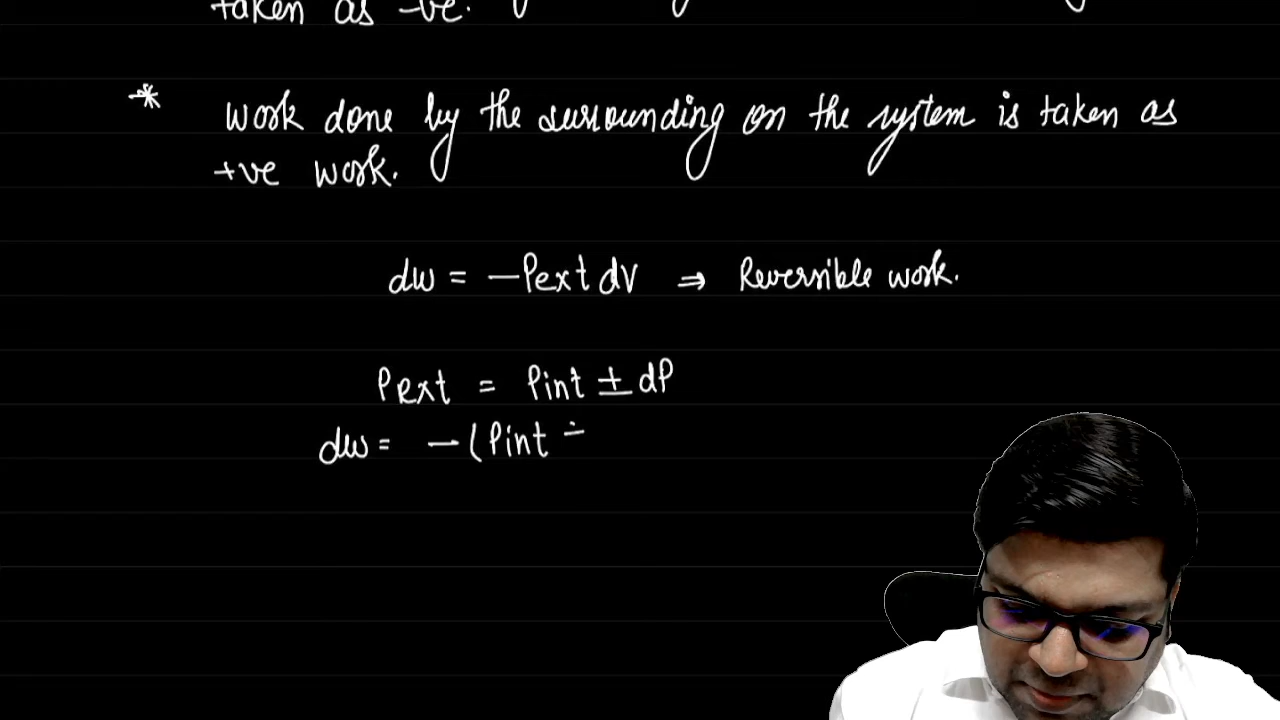 taken as -ve.
* work done by the surrounding on the system is taken as
+ve work.
dw = -Pext dv ⇒ Reversible work.
Pext = Pint ± dP
dw = -(Pint ÷